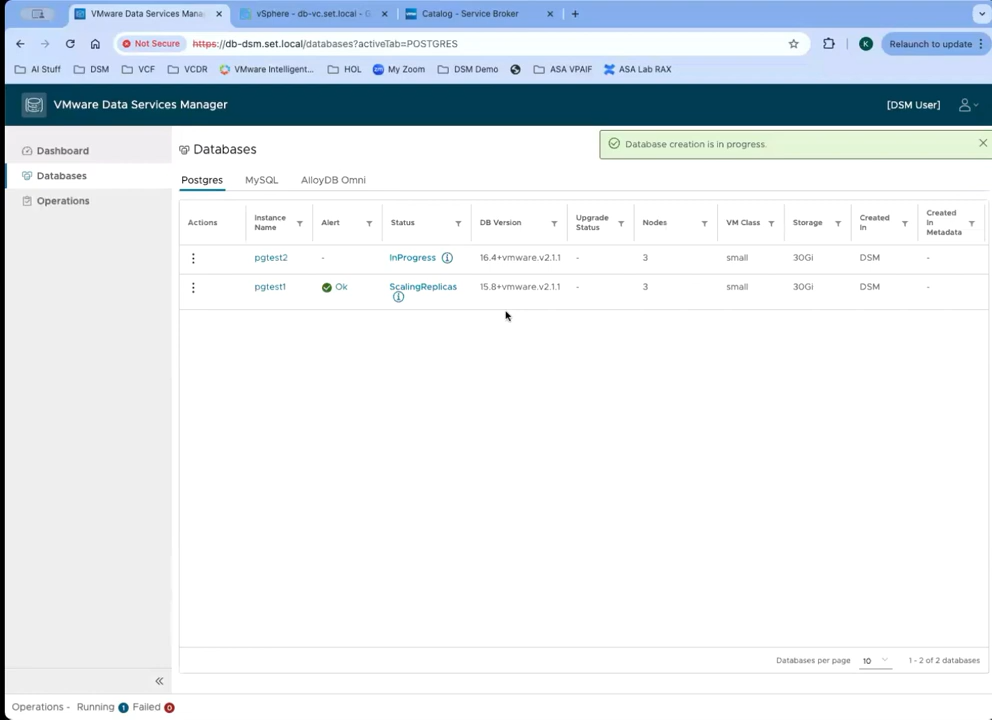 VMware Data Services Mana
vSphere - db-vc.set.local - G
Catalog - Service Broker
Not Secure
https://db-dsm.set.local/databases?activeTab=POSTGRES
K
Relaunch to update
AI Stuff
DSM
VCF
VCDR
VMware Intelligent...
HOL
My Zoom
DSM Demo
ASA VPAIF
ASA Lab RAX
VMware Data Services Manager
[DSM User]
Dashboard
Databases
Operations
Databases
Database creation is in progress.
Postgres
MySQL
AlloyDB Omni
Actions
Instance
Name
Alert
Status
DB Version
Upgrade
Status
Nodes
VM Class
Storage
Created
In
Created
In
Metadata
pgtest2 - InProgress 16.4+vmware.v2.1.1 - 3 small 30Gi DSM -
pgtest1 Ok ScalingReplicas 15.8+vmware.v2.1.1 - 3 small 30Gi DSM -
Databases per page 10 1 - 2 of 2 databases
Operations - Running 1 Failed 0